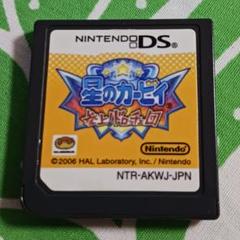 NINTENDO DS
星のカービィ
Nintendo
©2006 HAL Laboratory, Inc. / Nintendo
NTR-AKWJ-JPN